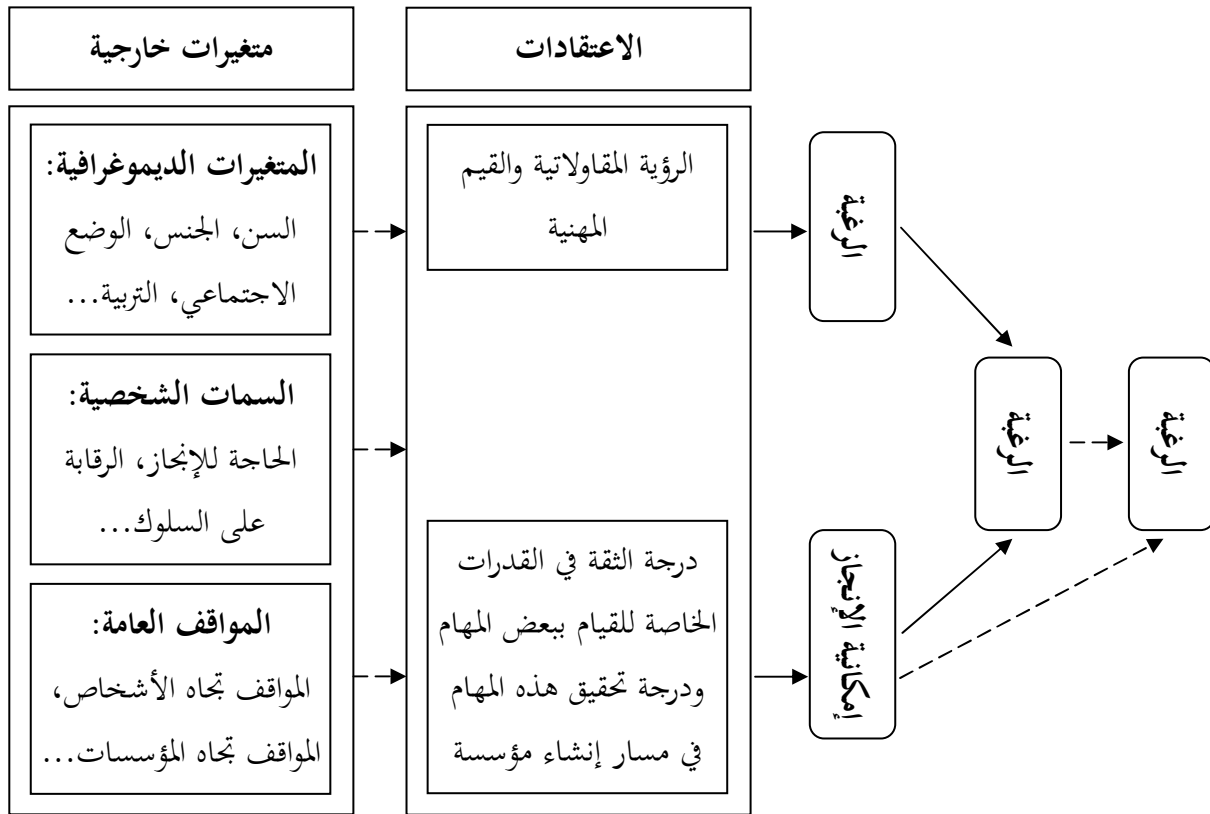 متغيرات خارجية
الاعتقادات
المتغيرات الديموغرافية:
السن، الجنس، الوضع
الاجتماعي، التربية...
السمات الشخصية:
الحاجة للإنجاز، الرقابة
على السلوك...
المواقف العامة:
المواقف تجاه الأشخاص،
المواقف تجاه المؤسسات...
الرؤية المقاولاتية والقيم
المهنية
درجة الثقة في القدرات
الخاصة للقيام ببعض المهام
ودرجة تحقيق هذه المهام
في مسار إنشاء مؤسسة
الرغبة
إمكانية الإنجاز
الرغبة
الرغبة